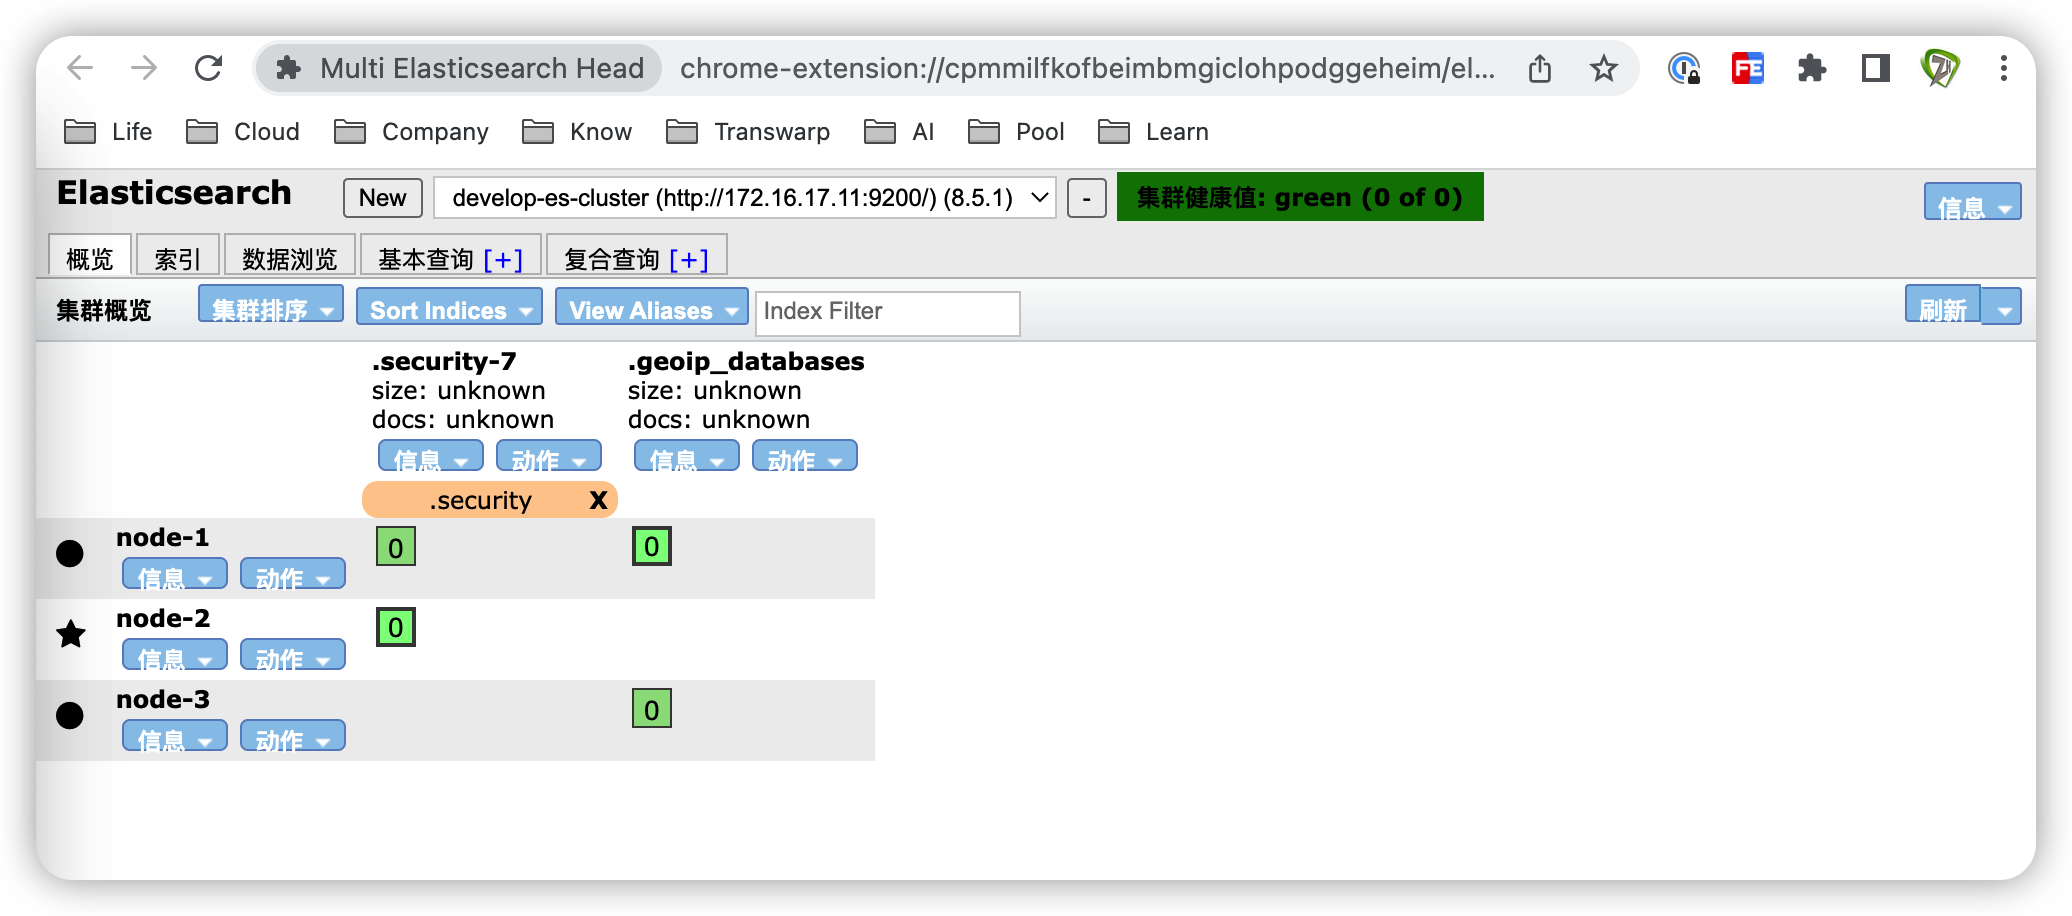 Multi Elasticsearch Head chrome-extension://cpmmilfkofbeimbmgiclohpodggeheim/el...
Life Cloud Company Know Transwarp AI Pool Learn
Elasticsearch New develop-es-cluster (http://172.16.17.11:9200/) (8.5.1) - 集群健康值: green (0 of 0) 信息
概览 索引 数据浏览 基本查询 [+] 复合查询 [+]
集群概览 集群排序 Sort Indices View Aliases Index Filter 刷新
.security-7 .geoip_databases
size: unknown size: unknown
docs: unknown docs: unknown
信息 动作 信息 动作
.security X
node-1 0 0
信息 动作
node-2 0
信息 动作
node-3 0
信息 动作